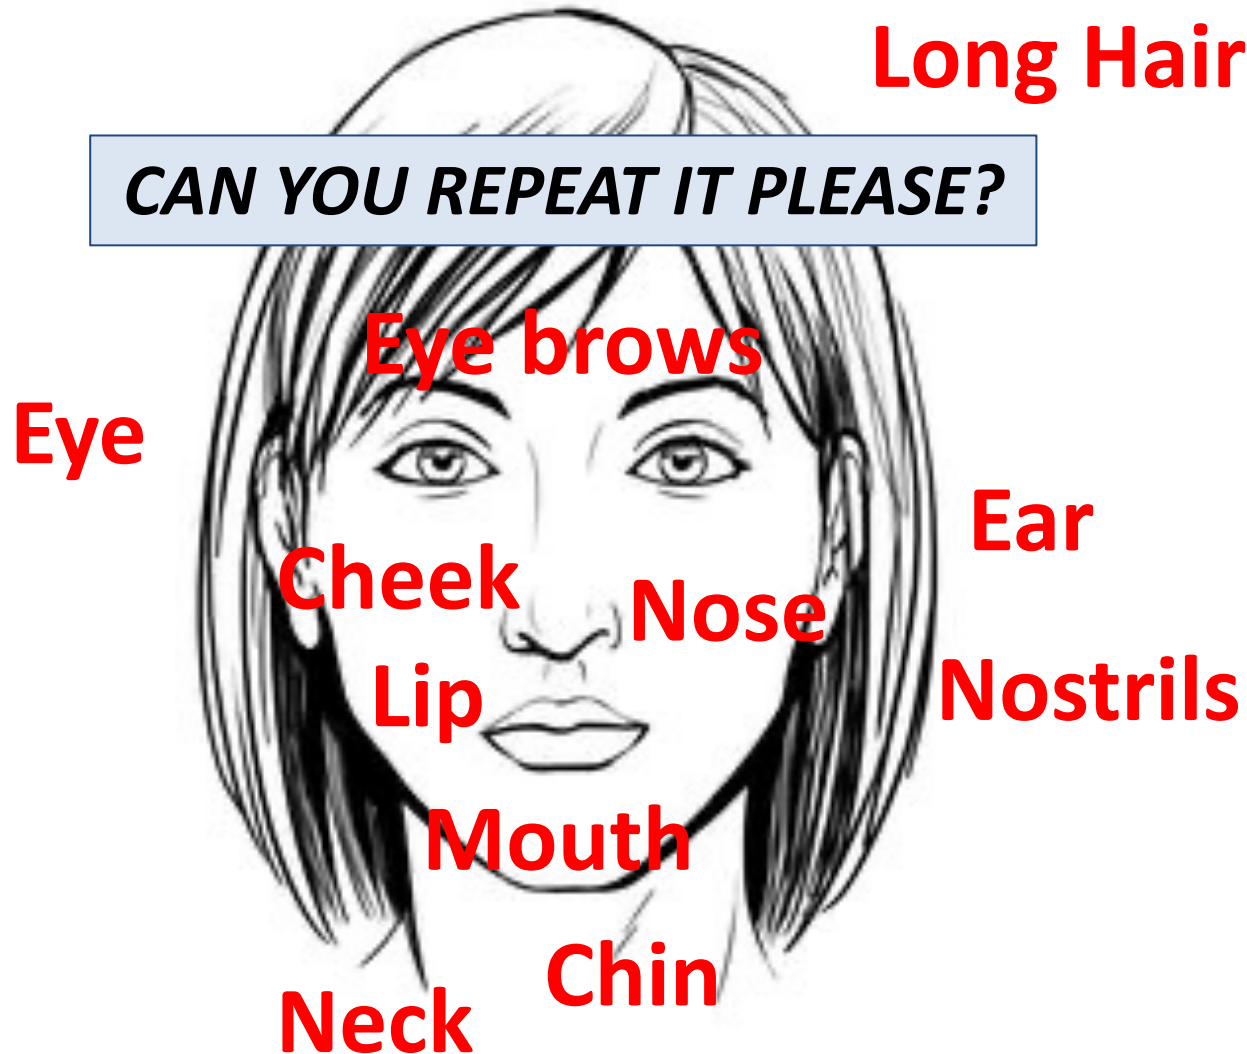 Long Hair
CAN YOU REPEAT IT PLEASE?
Eye brows
Eye
Ear
Cheek
Nose
Lip
Nostrils
Mouth
Chin
Neck